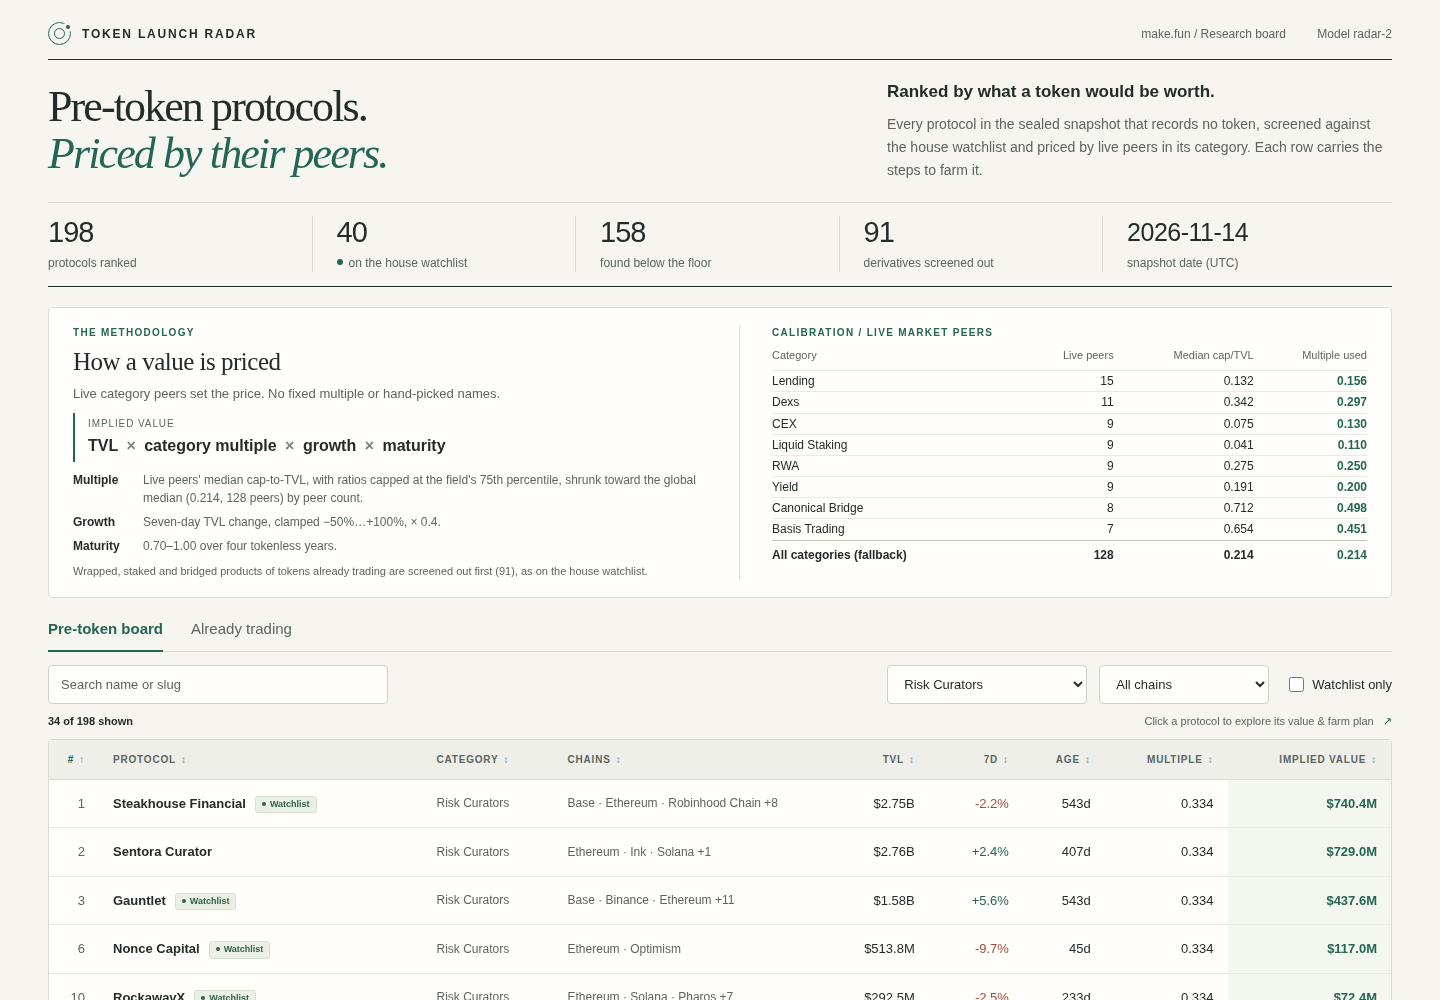 TOKEN LAUNCH RADAR
make.fun / Research board Model radar-2
Pre-token protocols.
Priced by their peers.
Ranked by what a token would be worth.
Every protocol in the sealed snapshot that records no token, screened against
the house watchlist and priced by live peers in its category. Each row carries the
steps to farm it.
198
protocols ranked
40
on the house watchlist
158
found below the floor
91
derivatives screened out
2026-11-14
snapshot date (UTC)
THE METHODOLOGY
How a value is priced
Live category peers set the price. No fixed multiple or hand-picked names.
IMPLIED VALUE
TVL × category multiple × growth × maturity
Multiple Live peers' median cap-to-TVL, with ratios capped at the field's 75th percentile, shrunk toward the global
median (0.214, 128 peers) by peer count.
Growth Seven-day TVL change, clamped −50%…+100%, × 0.4.
Maturity 0.70–1.00 over four tokenless years.
Wrapped, staked and bridged products of tokens already trading are screened out first (91), as on the house watchlist.
CALIBRATION / LIVE MARKET PEERS
Category Live peers Median cap/TVL Multiple used
Lending 15 0.132 0.156
Dexs 11 0.342 0.297
CEX 9 0.075 0.130
Liquid Staking 9 0.041 0.110
RWA 9 0.275 0.250
Yield 9 0.191 0.200
Canonical Bridge 8 0.712 0.498
Basis Trading 7 0.654 0.451
All categories (fallback) 128 0.214 0.214
Pre-token board Already trading
Search name or slug
Risk Curators
All chains
Watchlist only
34 of 198 shown
Click a protocol to explore its value & farm plan ↗
# ↑ PROTOCOL ↕ CATEGORY ↕ CHAINS ↕ TVL ↕ 7D ↕ AGE ↕ MULTIPLE ↕ IMPLIED VALUE ↕
1 Steakhouse Financial Watchlist Risk Curators Base · Ethereum · Robinhood Chain +8 $2.75B -2.2% 543d 0.334 $740.4M
2 Sentora Curator Risk Curators Ethereum · Ink · Solana +1 $2.76B +2.4% 407d 0.334 $729.0M
3 Gauntlet Watchlist Risk Curators Base · Binance · Ethereum +11 $1.58B +5.6% 543d 0.334 $437.6M
6 Nonce Capital Watchlist Risk Curators Ethereum · Optimism $513.8M -9.7% 45d 0.334 $117.0M
10 RockawayX Watchlist Risk Curators Ethereum · Solana · Pharos +7 $292.5M -2.5% 233d 0.334 $72.4M